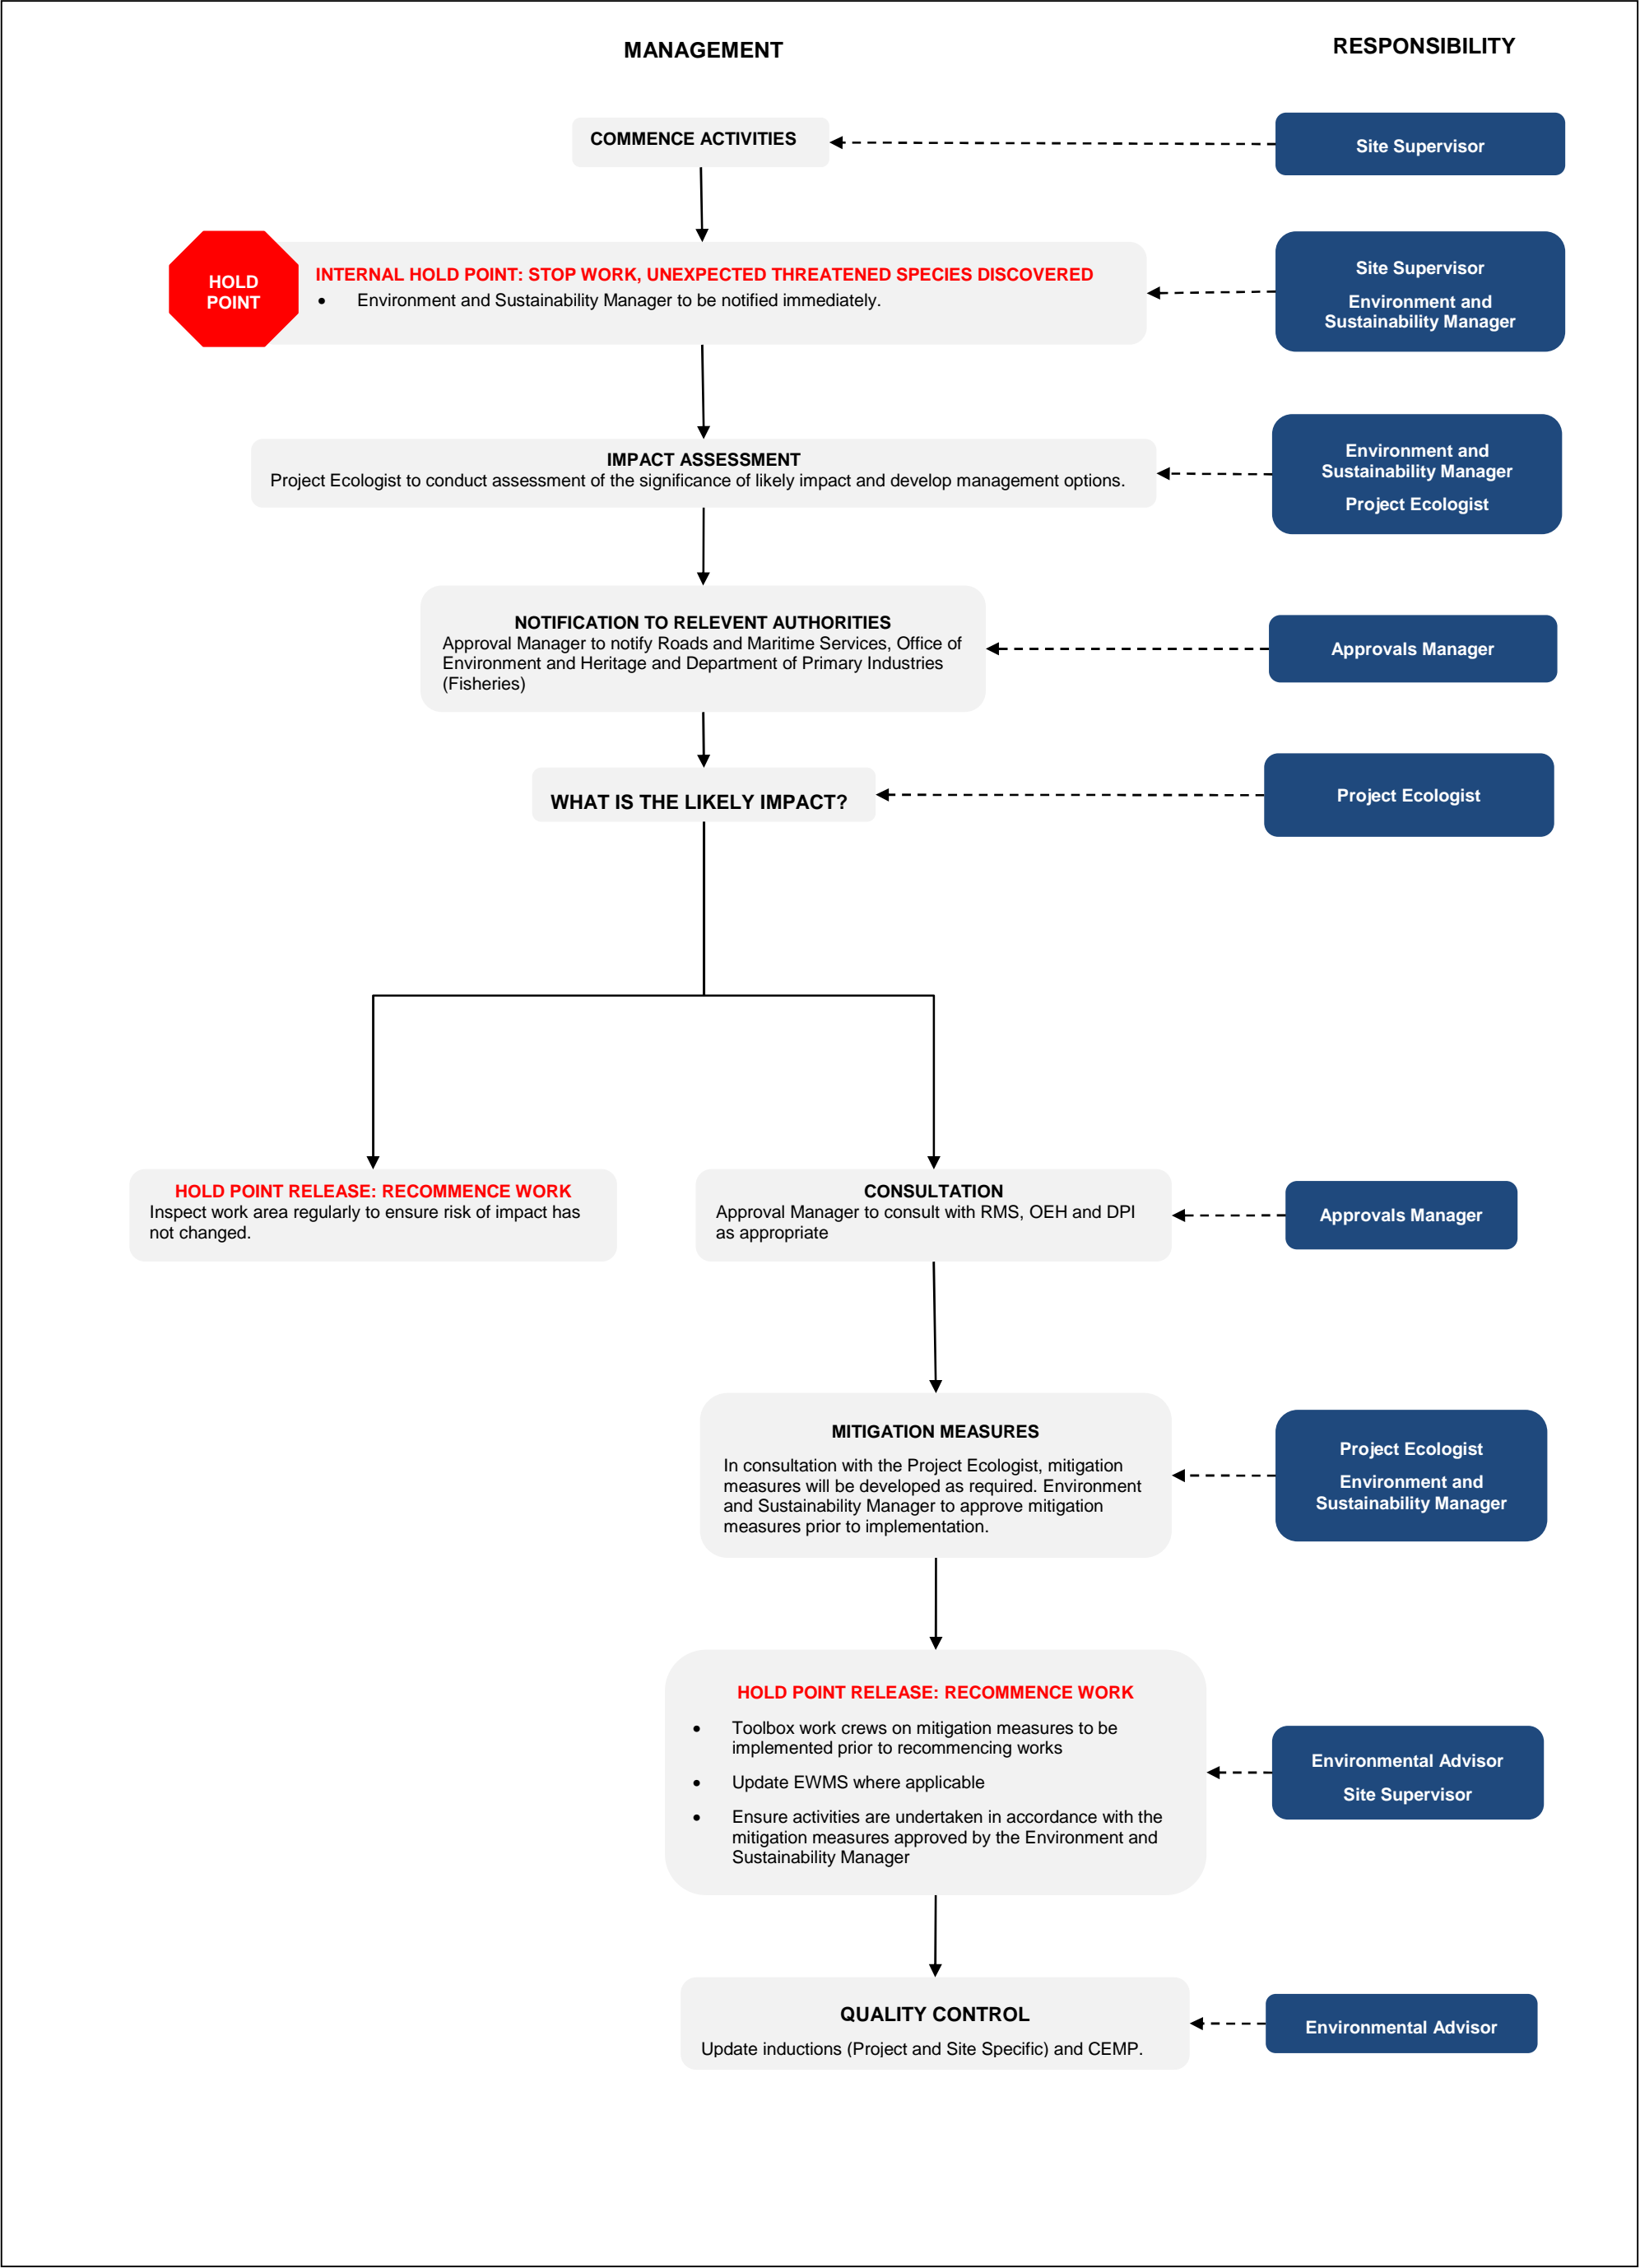 MANAGEMENT
RESPONSIBILITY
COMMENCE ACTIVITIES
Site Supervisor
HOLD
POINT
INTERNAL HOLD POINT: STOP WORK, UNEXPECTED THREATENED SPECIES DISCOVERED
• Environment and Sustainability Manager to be notified immediately.
Site Supervisor
Environment and
Sustainability Manager
IMPACT ASSESSMENT
Project Ecologist to conduct assessment of the significance of likely impact and develop management options.
Environment and
Sustainability Manager
Project Ecologist
NOTIFICATION TO RELEVENT AUTHORITIES
Approval Manager to notify Roads and Maritime Services, Office of
Environment and Heritage and Department of Primary Industries
(Fisheries)
Approvals Manager
WHAT IS THE LIKELY IMPACT?
Project Ecologist
HOLD POINT RELEASE: RECOMMENCE WORK
Inspect work area regularly to ensure risk of impact has
not changed.
CONSULTATION
Approval Manager to consult with RMS, OEH and DPI
as appropriate
Approvals Manager
MITIGATION MEASURES
In consultation with the Project Ecologist, mitigation
measures will be developed as required. Environment
and Sustainability Manager to approve mitigation
measures prior to implementation.
Project Ecologist
Environment and
Sustainability Manager
HOLD POINT RELEASE: RECOMMENCE WORK
• Toolbox work crews on mitigation measures to be
implemented prior to recommencing works
• Update EWMS where applicable
• Ensure activities are undertaken in accordance with the
mitigation measures approved by the Environment and
Sustainability Manager
Environmental Advisor
Site Supervisor
QUALITY CONTROL
Update inductions (Project and Site Specific) and CEMP.
Environmental Advisor